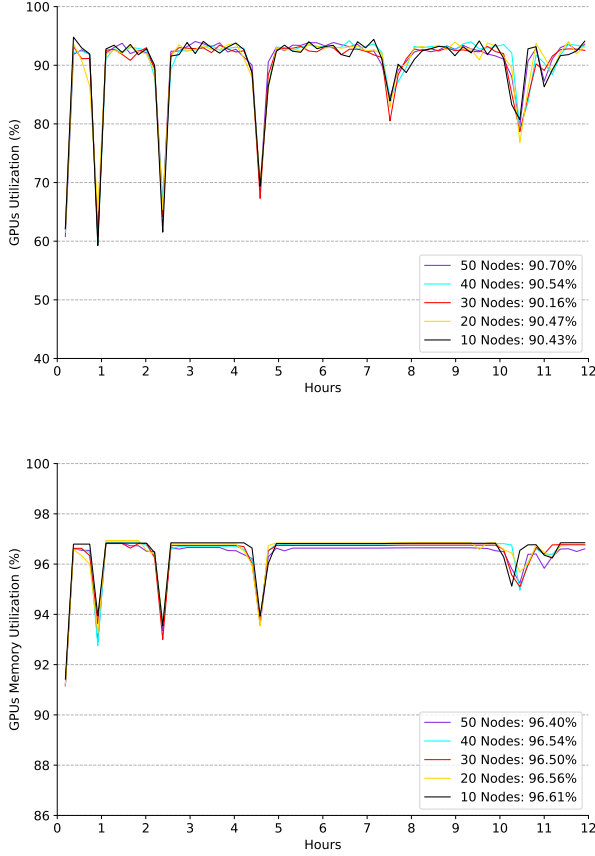 100
90
80
70
60
50
40
GPUs Utilization (%)
50 Nodes: 90.70%
40 Nodes: 90.54%
30 Nodes: 90.16%
20 Nodes: 90.47%
10 Nodes: 90.43%
0 1 2 3 4 5 6 7 8 9 10 11 12
Hours
100
98
96
94
92
90
88
86
GPUs Memory Utilization (%)
50 Nodes: 96.40%
40 Nodes: 96.54%
30 Nodes: 96.50%
20 Nodes: 96.56%
10 Nodes: 96.61%
0 1 2 3 4 5 6 7 8 9 10 11 12
Hours